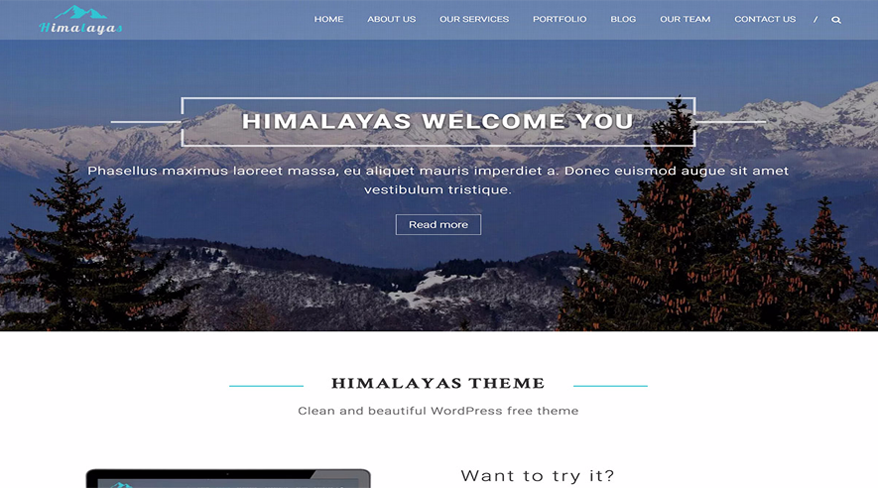 Himalayas
HOME ABOUT US OUR SERVICES PORTFOLIO BLOG OUR TEAM CONTACT US /
HIMALAYAS WELCOME YOU
Phasellus maximus laoreet massa, eu aliquet mauris imperdiet a. Donec euismod augue sit amet
vestibulum tristique.
Read more
HIMALAYAS THEME
Clean and beautiful WordPress free theme
Want to try it?